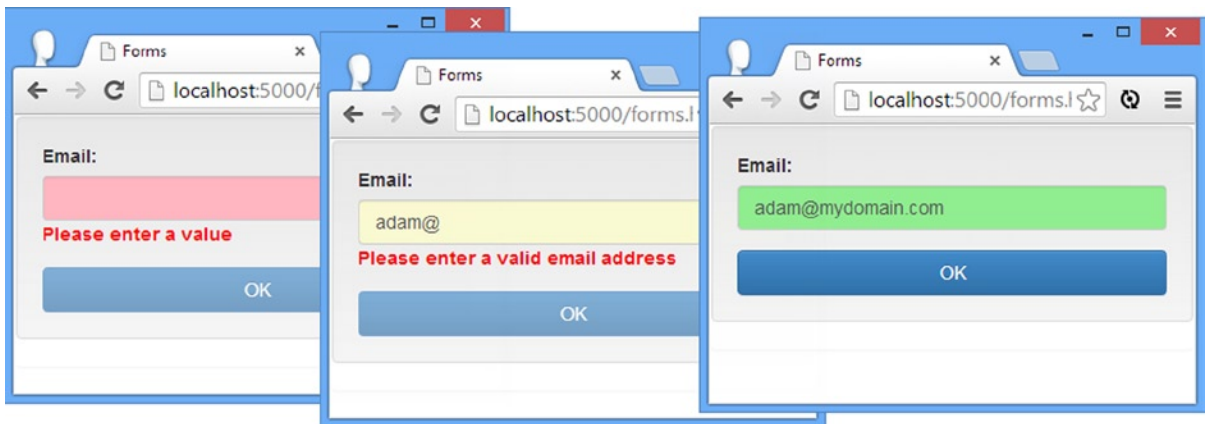 Forms
localhost:5000/f
Email:
Please enter a value
OK
Forms
localhost:5000/forms.
Email:
adam@
Please enter a valid email address
OK
Forms
localhost:5000/forms.
Email:
adam@mydomain.com
OK